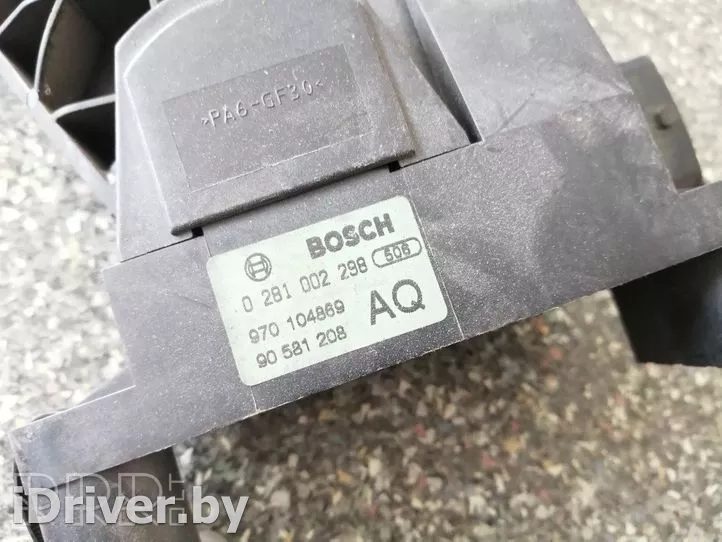 >PA6-GF30<
BOSCH
0 281 002 298 506
970 104869 AQ
90 581 208
iDriver.by